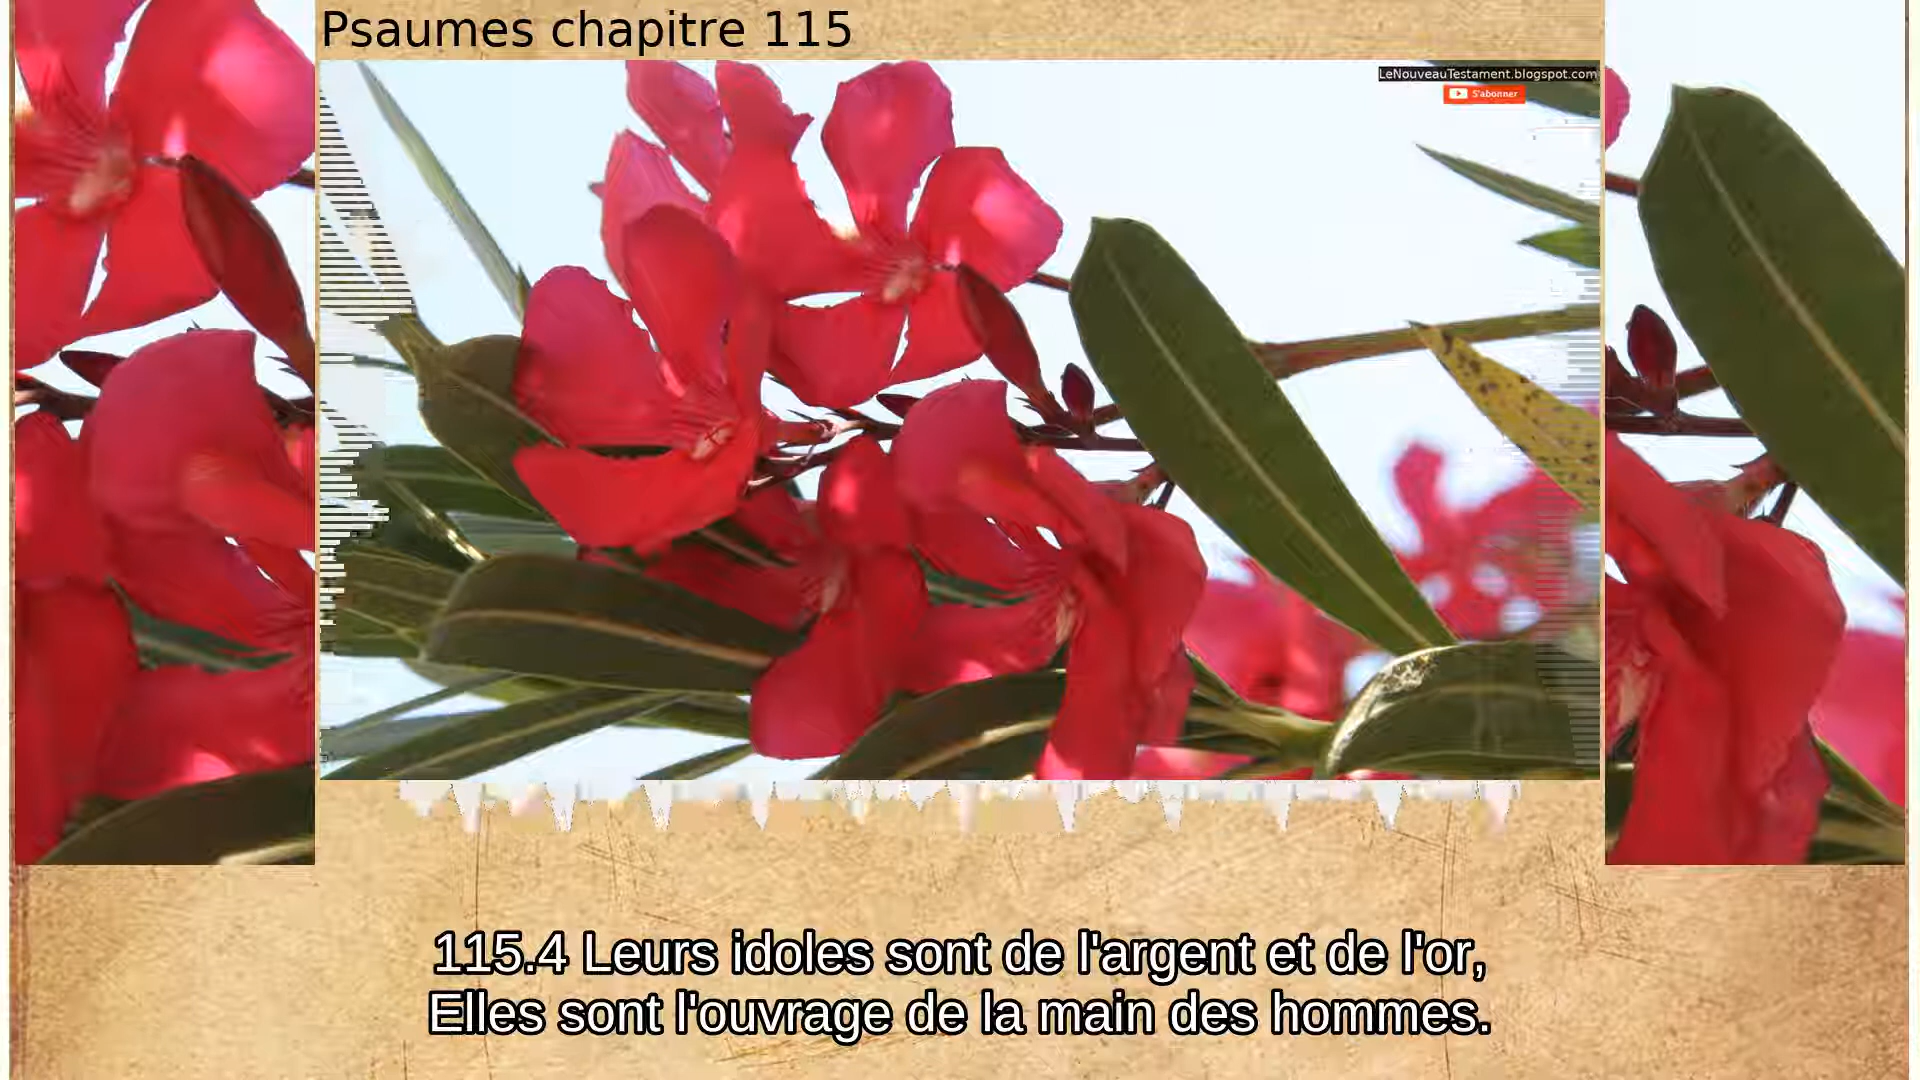 Psaumes chapitre 115
LeNouveauTestament.blogspot.com
S'abonner
115.4 Leurs idoles sont de l'argent et de l'or,
Elles sont l'ouvrage de la main des hommes.